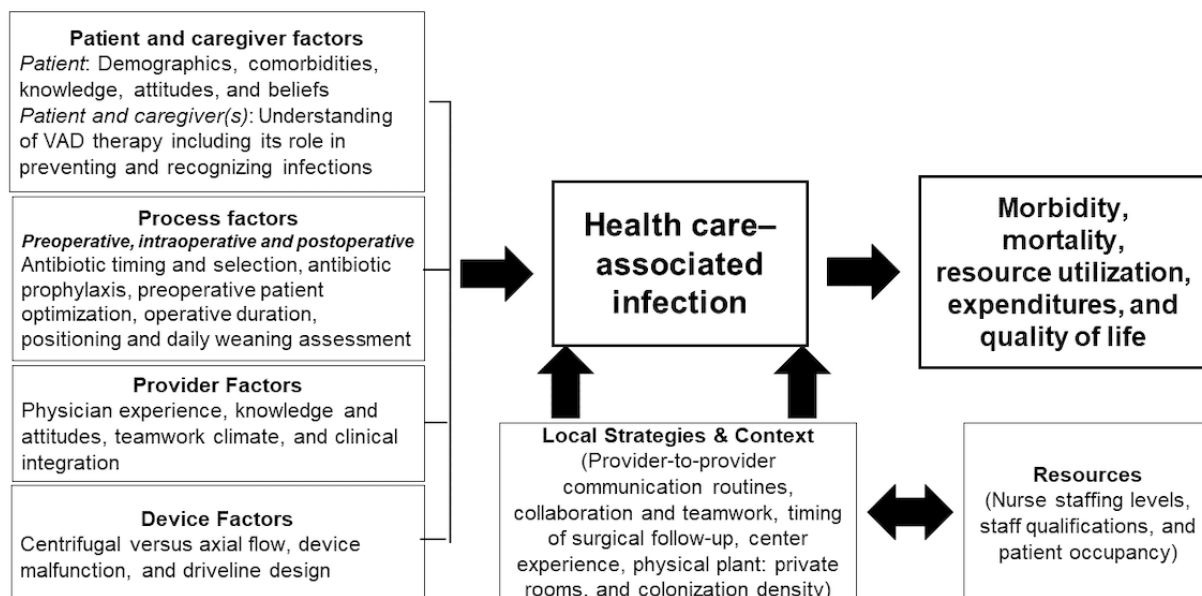 Patient and caregiver factors
Patient: Demographics, comorbidities,
knowledge, attitudes, and beliefs
Patient and caregiver(s): Understanding
of VAD therapy including its role in
preventing and recognizing infections
Process factors
Preoperative, intraoperative and postoperative
Antibiotic timing and selection, antibiotic
prophylaxis, preoperative patient
optimization, operative duration,
positioning and daily weaning assessment
Provider Factors
Physician experience, knowledge and
attitudes, teamwork climate, and clinical
integration
Device Factors
Centrifugal versus axial flow, device
malfunction, and driveline design
Health care–
associated
infection
Morbidity,
mortality,
resource utilization,
expenditures, and
quality of life
Local Strategies & Context
(Provider-to-provider
communication routines,
collaboration and teamwork, timing
of surgical follow-up, center
experience, physical plant: private
rooms, and colonization density)
Resources
(Nurse staffing levels,
staff qualifications, and
patient occupancy)